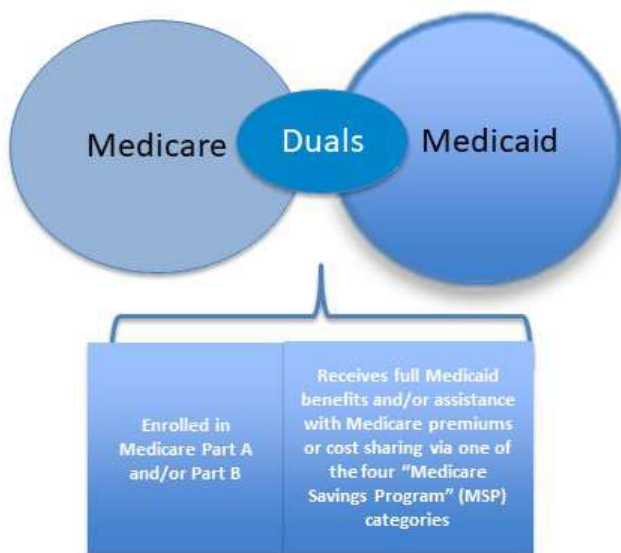 Medicare
Duals
Medicaid
Enrolled in
Medicare Part A
and/or Part B
Receives full Medicaid
benefits and/or assistance
with Medicare premiums
or cost sharing via one of
the four “Medicare
Savings Program” (MSP)
categories